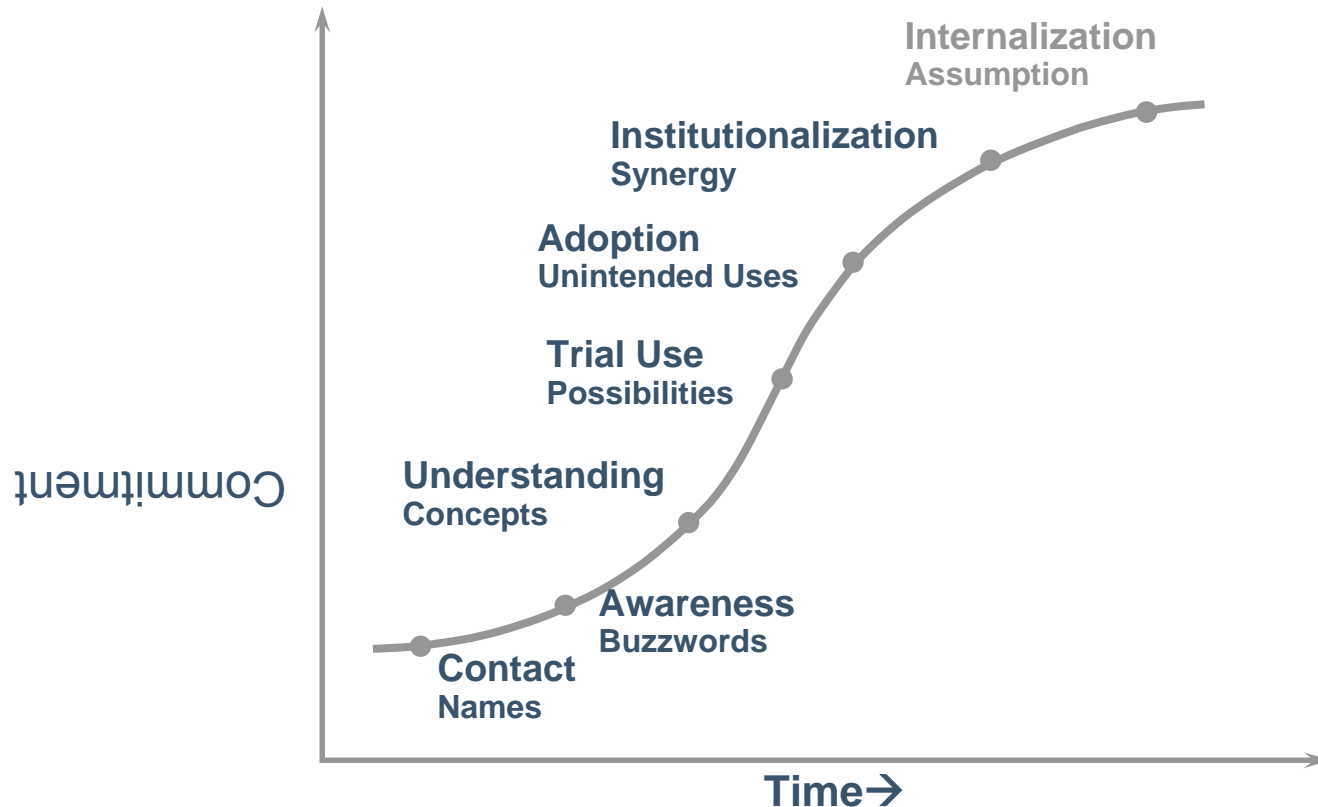 Internalization
Assumption
Institutionalization
Synergy
Adoption
Unintended Uses
Trial Use
Possibilities
Understanding
Concepts
Commitment
Awareness
Buzzwords
Contact
Names
Time→